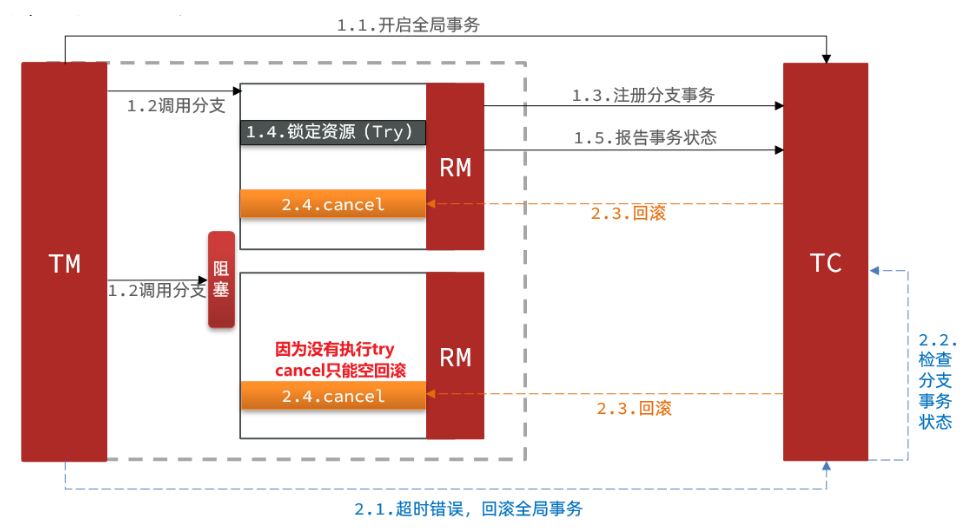 1.1.开启全局事务
1.2调用分支
1.3.注册分支事务
1.4.锁定资源（Try）
1.5.报告事务状态
RM
2.4.cancel
2.3.回滚
TM
TC
阻
塞
1.2调用分支
因为没有执行try
cancel只能空回滚
RM
2.4.cancel
2.3.回滚
2.2.
检查
分支
事务
状态
2.1.超时错误，回滚全局事务